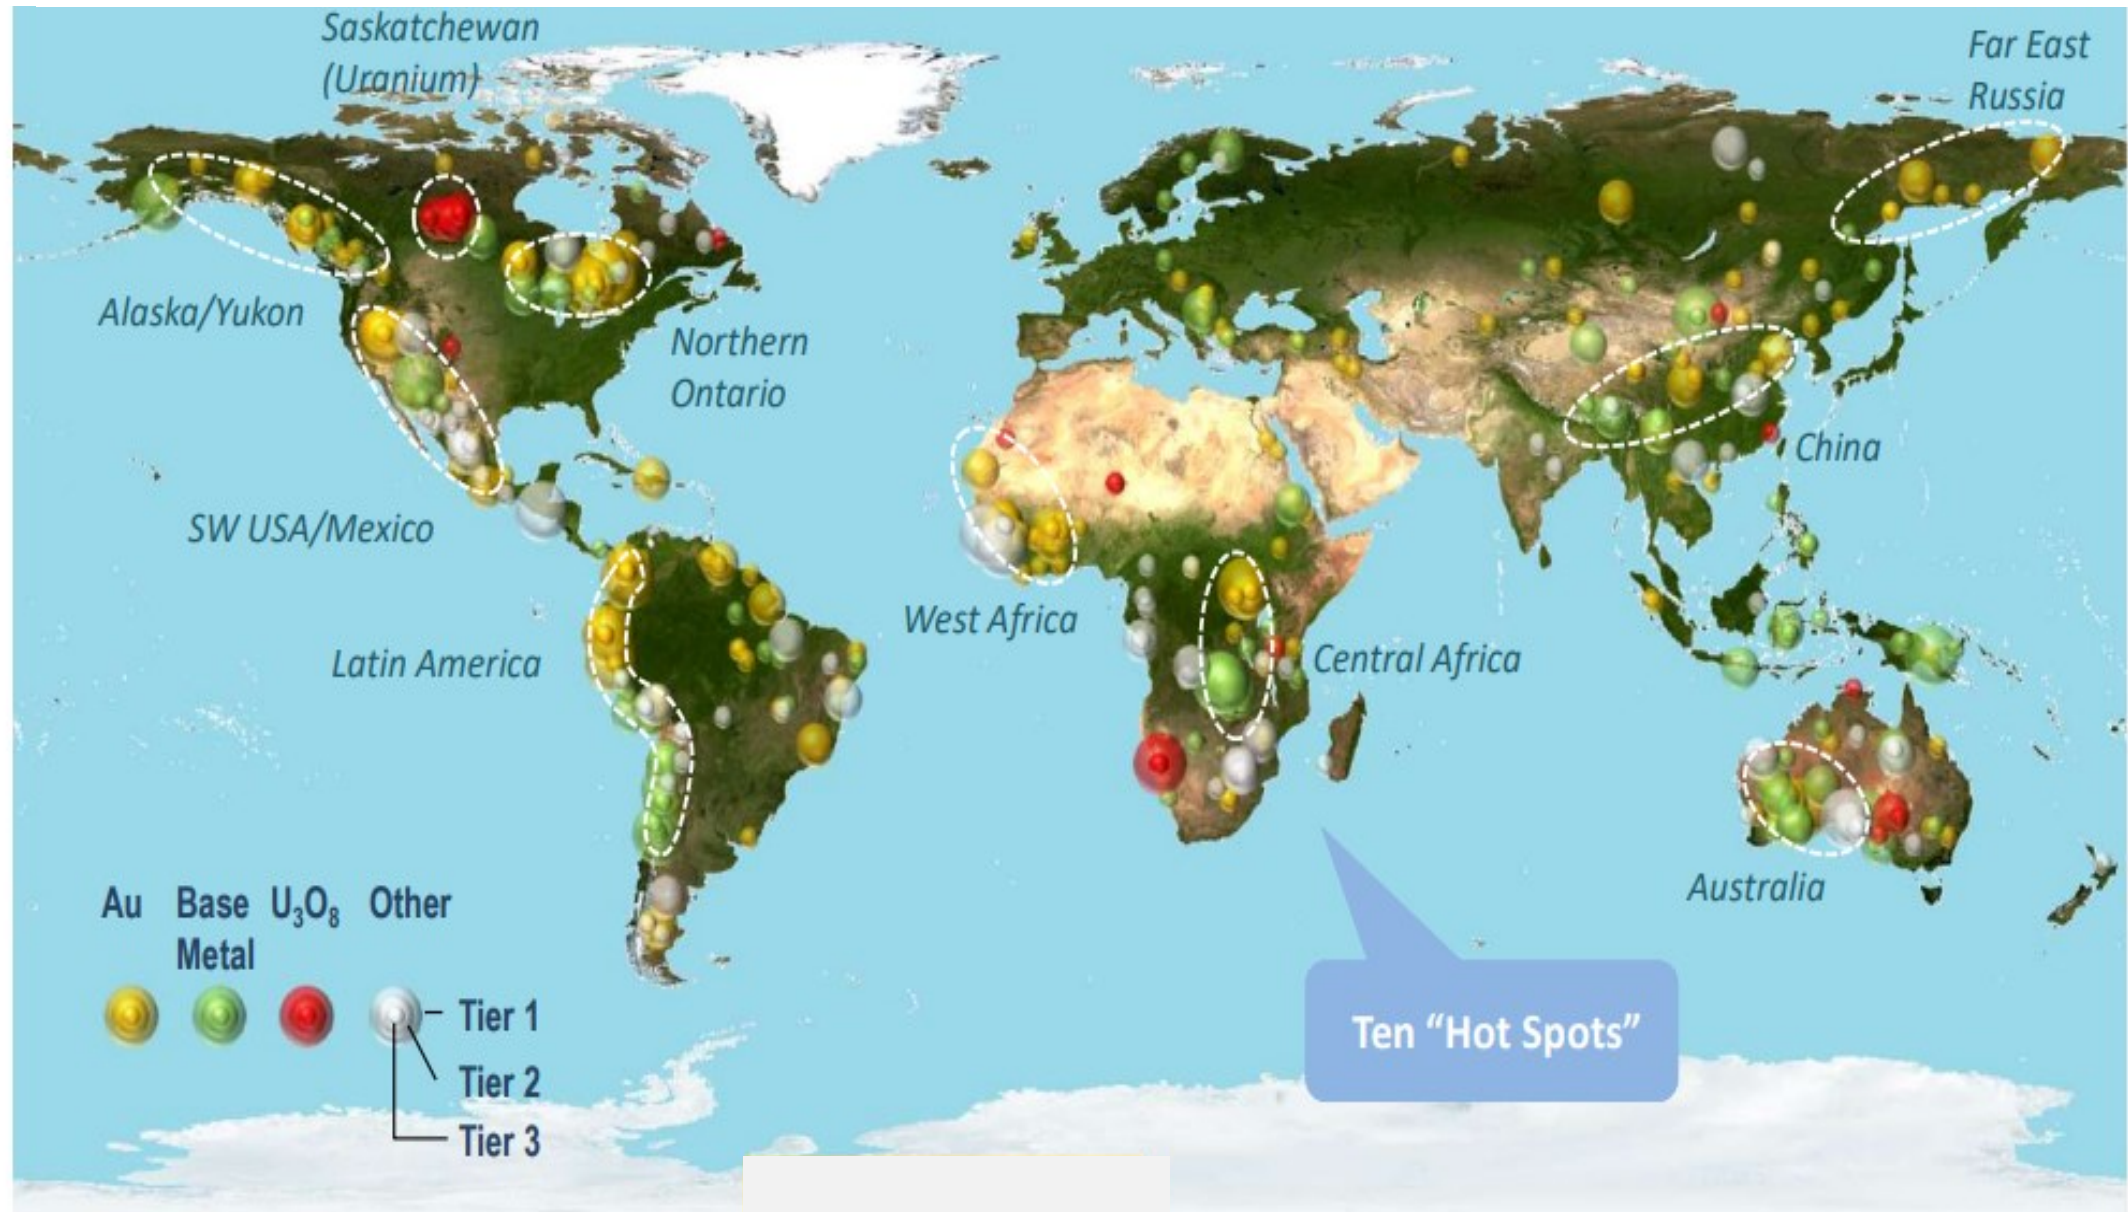 Saskatchewan
(Uranium)
Far East
Russia
Alaska/Yukon
Northern
Ontario
China
SW USA/Mexico
West Africa
Latin America
Central Africa
Australia
Au Base U₃O₈ Other
Metal
Tier 1
Tier 2
Tier 3
Ten “Hot Spots”